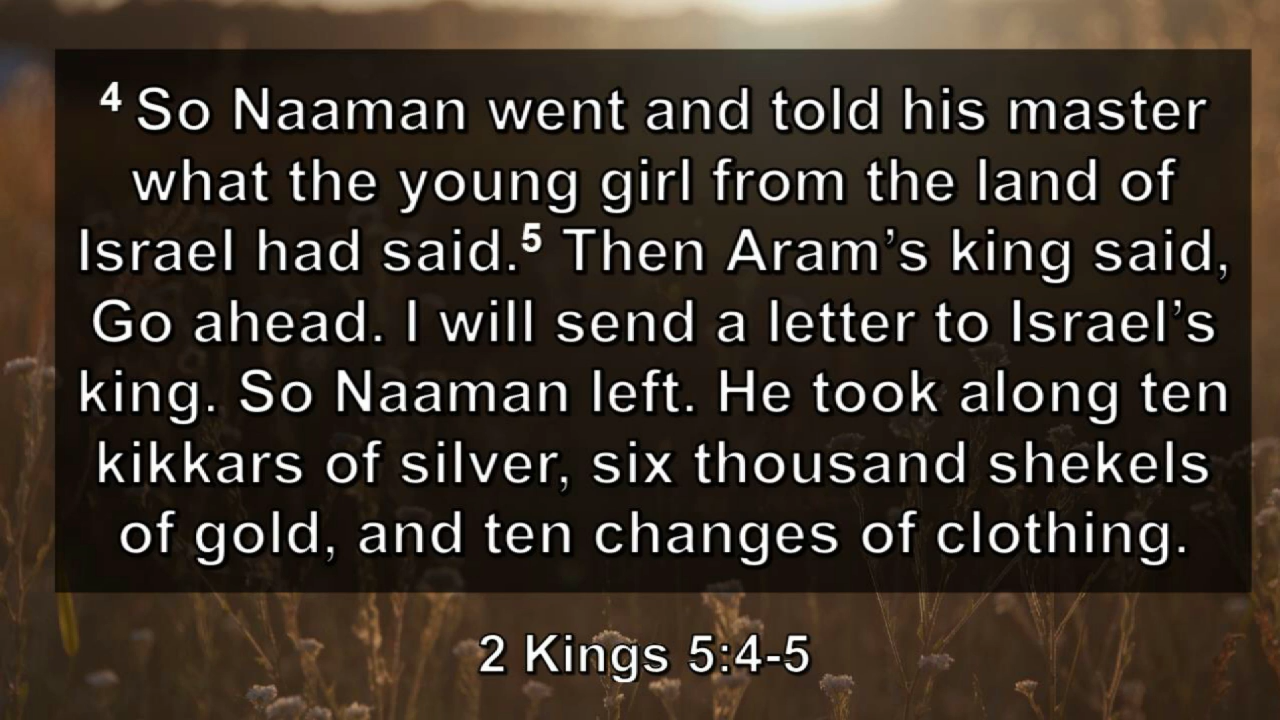 ⁴ So Naaman went and told his master
what the young girl from the land of
Israel had said.⁵ Then Aram’s king said,
Go ahead. I will send a letter to Israel’s
king. So Naaman left. He took along ten
kikkars of silver, six thousand shekels
of gold, and ten changes of clothing.
2 Kings 5:4-5